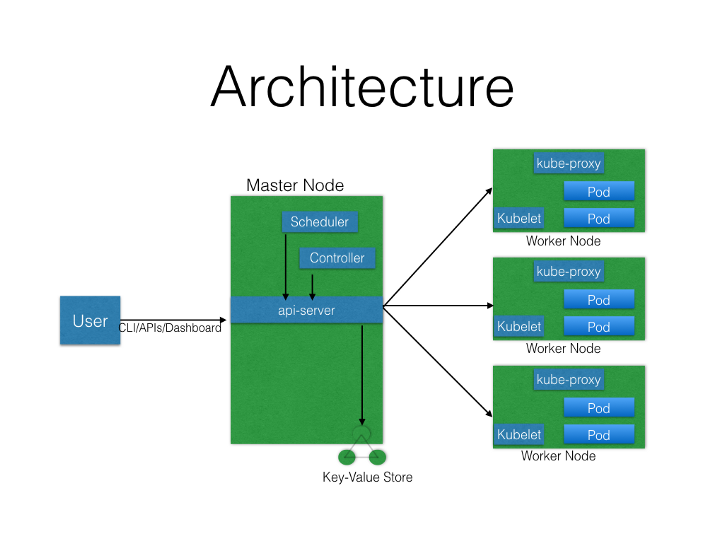 Architecture
Master Node
Scheduler
Controller
api-server
User
CLI/APIs/Dashboard
Key-Value Store
kube-proxy
Pod
Kubelet
Pod
Worker Node
kube-proxy
Pod
Kubelet
Pod
Worker Node
kube-proxy
Pod
Kubelet
Pod
Worker Node